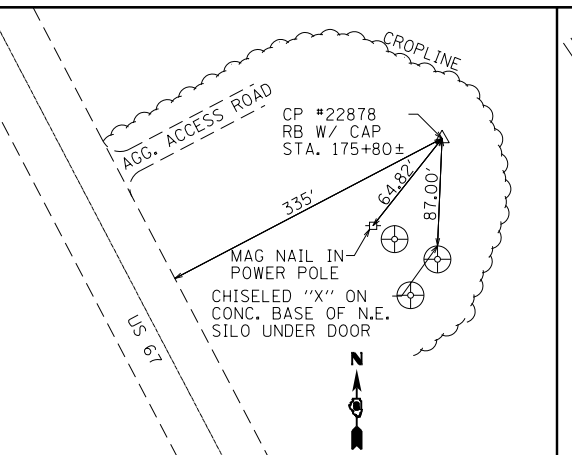 CROPLINE
AGG. ACCESS ROAD
CP #22878
RB W/ CAP
STA. 175+80±
335'
64.82'
87.00'
MAG NAIL IN
POWER POLE
CHISELED "X" ON
CONC. BASE OF N.E.
SILO UNDER DOOR
US 67
N